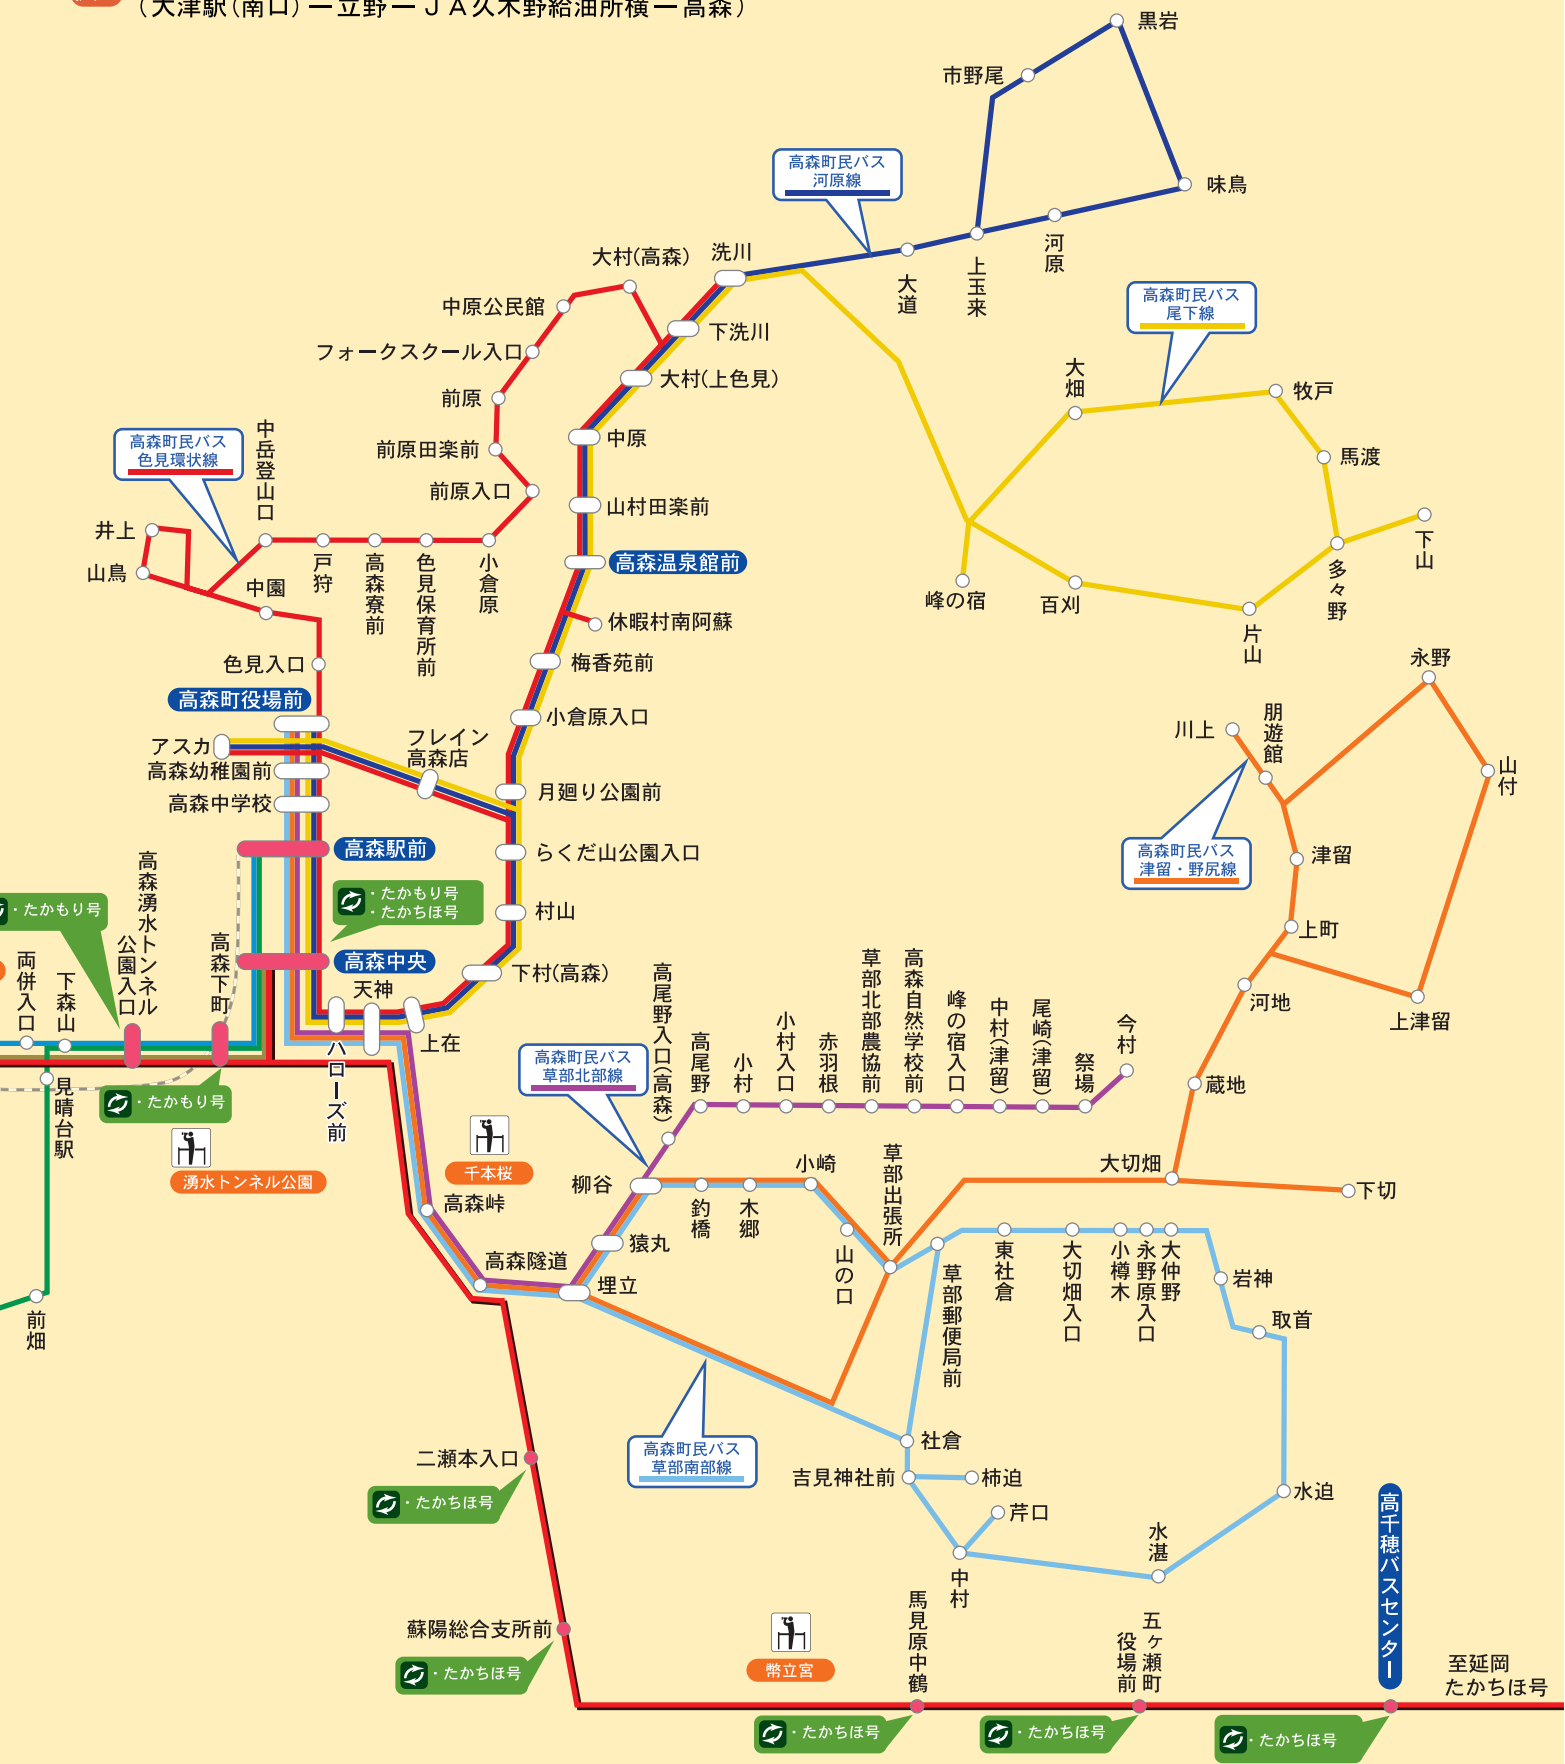 （大津駅（南口）ー立野ーＪＡ久木野給油所横ー高森）
黒岩
市野尾
高森町民バス
河原線
味鳥
河原
上玉来
大道
洗川
大村（高森）
中原公民館
下洗川
フォークスクール入口
大村（上色見）
前原
中原
前原田楽前
前原入口
山村田楽前
高森温泉館前
高森町民バス
尾下線
大畑
牧戸
馬渡
下山
多々野
片山
百刈
峰の宿
高森町民バス
色見環状線
中岳登山口
井上
山鳥
中園
戸狩
高森寮前
色見保育所前
小倉原
休暇村南阿蘇
梅香苑前
小倉原入口
色見入口
高森町役場前
アスカ
フレイン
高森店
高森幼稚園前
高森中学校
月廻り公園前
らくだ山公園入口
村山
下村（高森）
高森駅前
・たかもり号
・たかちほ号
高森中央
天神
上在
ハローズ前
・たかもり号
高森湧水トンネル
公園入口
高森下町
両併入口
下森山
見晴台駅
・たかもり号
湧水トンネル公園
前畑
永野
川上
朋遊館
山付
高森町民バス
津留・野尻線
津留
上町
河地
上津留
蔵地
大切畑
下切
高森町民バス
草部北部線
高尾野入口（高森）
高尾野
小村
小村入口
赤羽根
草部北部農協前
高森自然学校前
峰の宿入口
中村（津留）
尾崎（津留）
祭場
今村
千本桜
高森峠
高森隧道
柳谷
猿丸
埋立
釣橋
木郷
小崎
山の口
草部出張所
草部郵便局前
東社倉
大切畑入口
小樽木
永野原入口
大仲野
岩神
取首
高森町民バス
草部南部線
社倉
吉見神社前
柿迫
芹口
中村
水湛
水迫
二瀬本入口
・たかちほ号
蘇陽総合支所前
・たかちほ号
幣立宮
馬見原中鶴
・たかちほ号
五ヶ瀬町
役場前
・たかちほ号
高千穂バスセンター
・たかちほ号
至延岡
たかちほ号